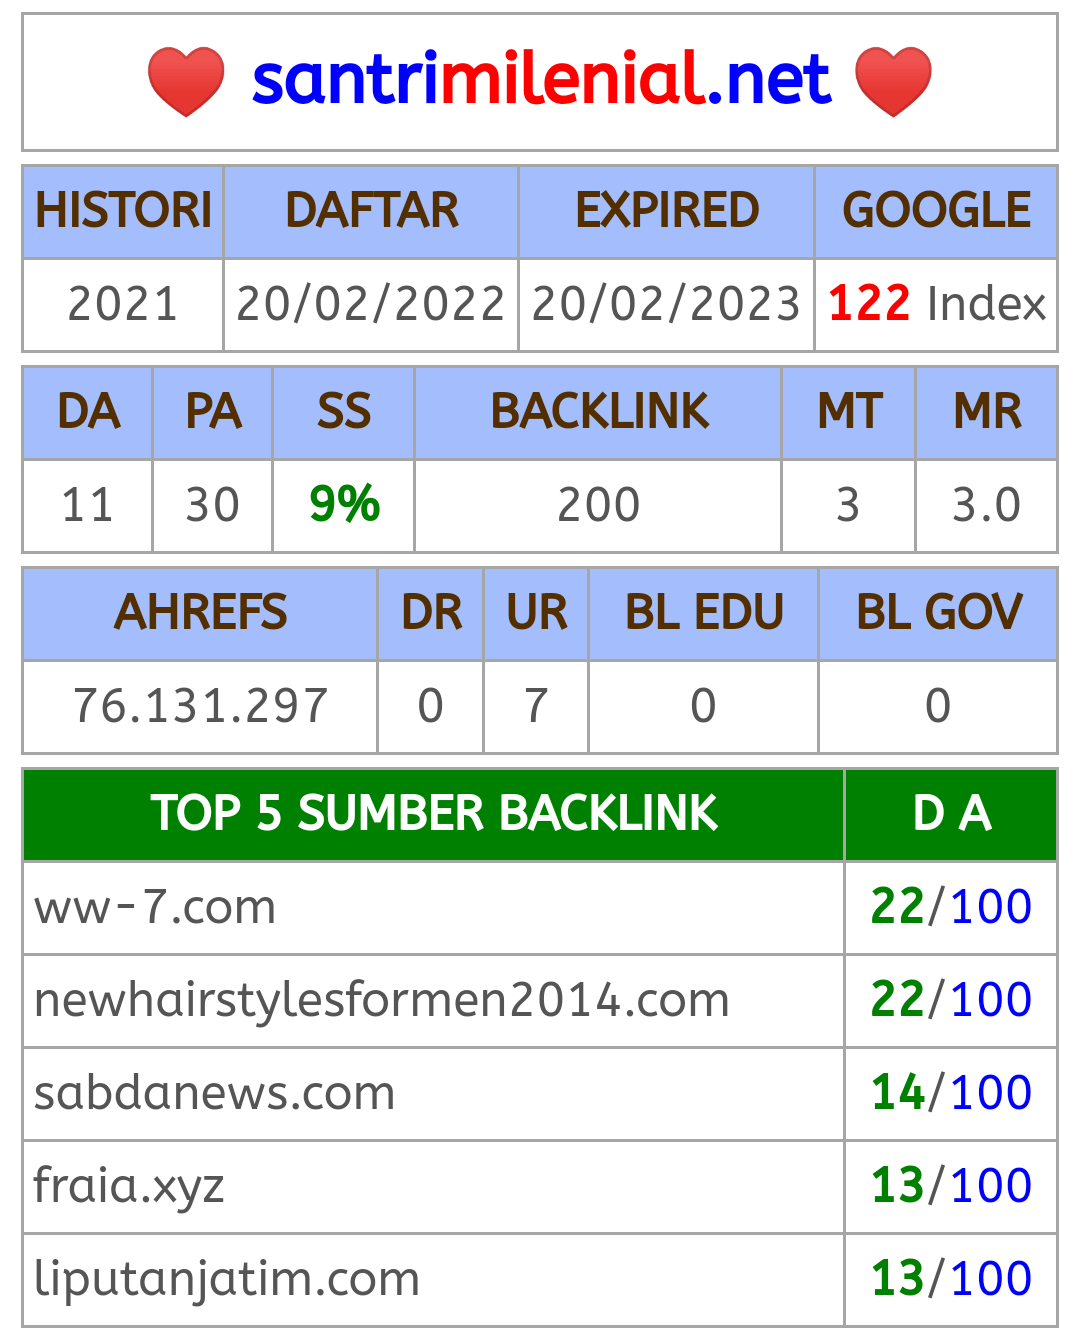 santrimilenial.net
HISTORI DAFTAR EXPIRED GOOGLE
2021 20/02/2022 20/02/2023 122 Index
DA PA SS BACKLINK MT MR
11 30 9% 200 3 3.0
AHREFS DR UR BL EDU BL GOV
76.131.297 0 7 0 0
TOP 5 SUMBER BACKLINK D A
ww-7.com 22/100
newhairstylesformen2014.com 22/100
sabdanews.com 14/100
fraia.xyz 13/100
liputanjatim.com 13/100